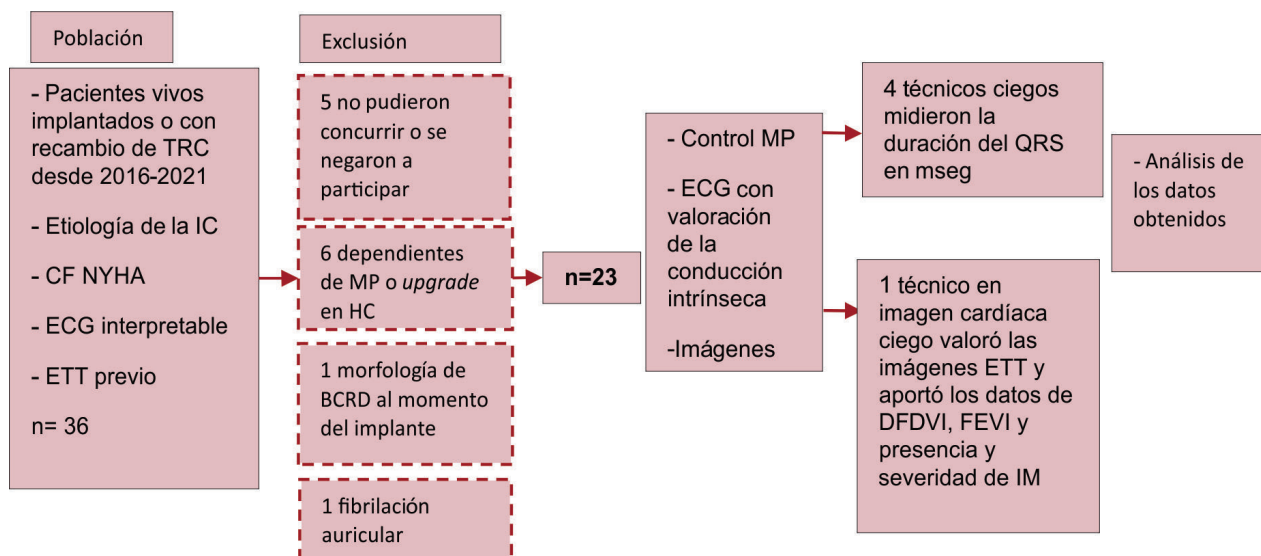 Población
- Pacientes vivos
implantados o con
recambio de TRC
desde 2016-2021
- Etiología de la IC
- CF NYHA
- ECG interpretable
- ETT previo
n= 36
Exclusión
5 no pudieron
concurrir o se
negaron a
participar
6 dependientes
de MP o upgrade
en HC
1 morfología de
BCRD al momento
del implante
1 fibrilación
auricular
n=23
- Control MP
- ECG con
valoración
de la
conducción
intrínseca
-Imágenes
4 técnicos ciegos
midieron la
duración del QRS
en mseg
1 técnico en
imagen cardíaca
ciego valoró las
imágenes ETT y
aportó los datos de
DFDVI, FEVI y
presencia y
severidad de IM
- Análisis de
los datos
obtenidos